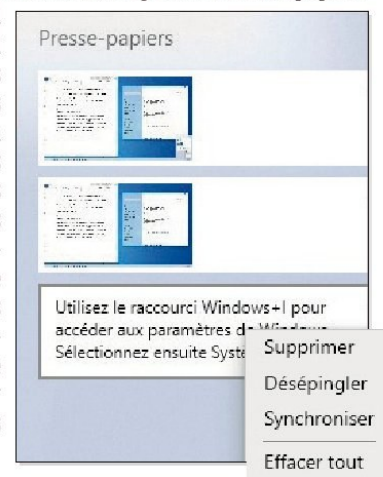 Presse-papiers
Utilisez le raccourci Windows+I pour
accéder aux paramètres de Windows.
Sélectionnez ensuite Systè
Supprimer
Désépingler
Synchroniser
Effacer tout